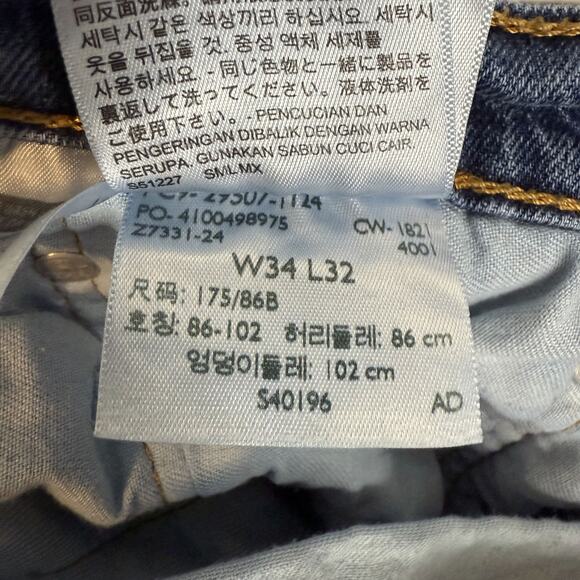 세탁시 같은 색상끼리 하십시오. 세탁시
옷을 뒤집을 것. 중성 액체 세제를
사용하세요. - 同じ色物と一緒に製品を
裏返して洗ってください。液体洗剤を
ご使用下さい。- PENCUCIAN DAN
PENGERINGAN DIBALIK DENGAN WARNA
SERUPA. GUNAKAN SABUN CUCI CAIR.
S51227 SML MX
PO- 4100498975 CW- 1821
Z7331-24 4001
W34 L32
尺码: 175/86B
호칭: 86-102 허리둘레: 86 cm
엉덩이둘레: 102 cm
S40196 AD